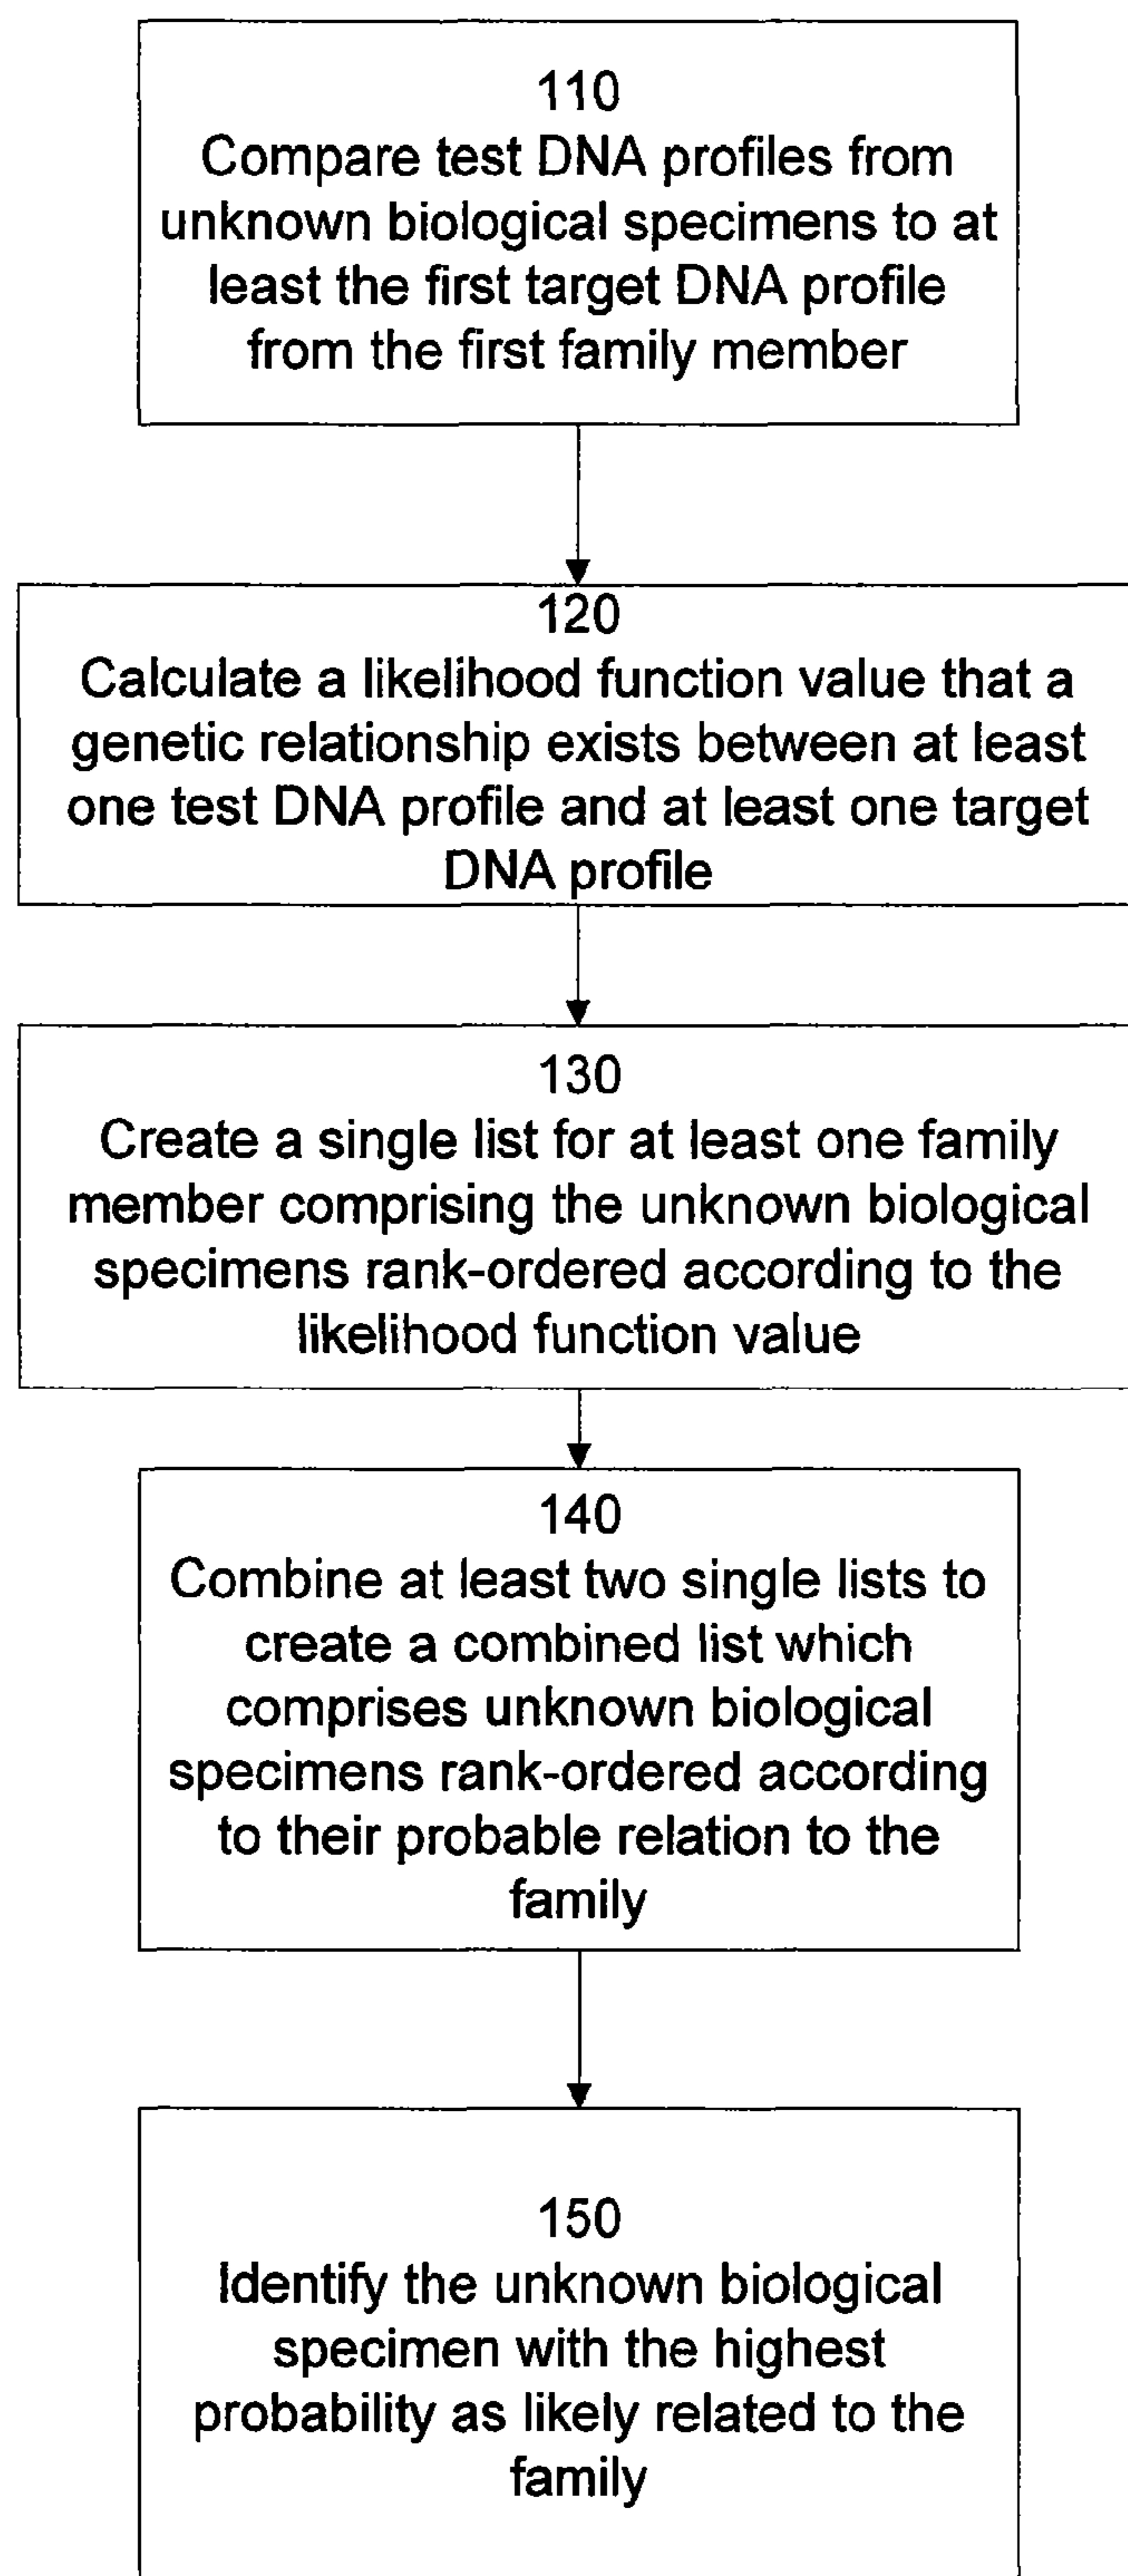 110
Compare test DNA profiles from
unknown biological specimens to at
least the first target DNA profile
from the first family member
120
Calculate a likelihood function value that a
genetic relationship exists between at least
one test DNA profile and at least one target
DNA profile
130
Create a single list for at least one family
member comprising the unknown biological
specimens rank-ordered according to the
likelihood function value
140
Combine at least two single lists to
create a combined list which
comprises unknown biological
specimens rank-ordered according
to their probable relation to the
family
150
Identify the unknown biological
specimen with the highest
probability as likely related to the
family